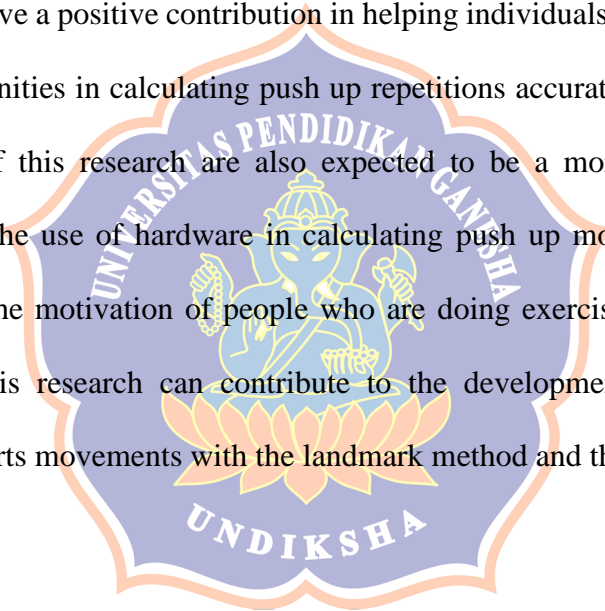 ve a positive contribution in helping individuals
nities in calculating push up repetitions accurat
UNIVERSITAS PENDIDIKAN GANESHA
f this research are also expected to be a mor
he use of hardware in calculating push up mo
he motivation of people who are doing exercis
is research can contribute to the developmen
rts movements with the landmark method and th
UNDIKSHA